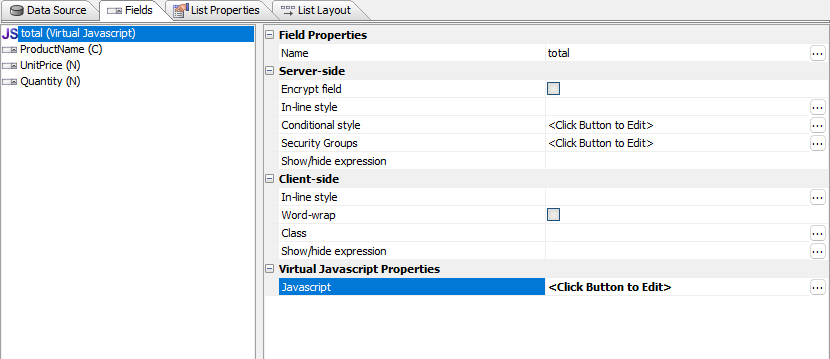 Data Source Fields List Properties List Layout
JS total (Virtual Javascript)
ProductName (C)
UnitPrice (N)
Quantity (N)
Field Properties
Name total ...
Server-side
Encrypt field
In-line style ...
Conditional style <Click Button to Edit> ...
Security Groups <Click Button to Edit> ...
Show/hide expression
Client-side
In-line style ...
Word-wrap
Class ...
Show/hide expression ...
Virtual Javascript Properties
Javascript <Click Button to Edit> ...